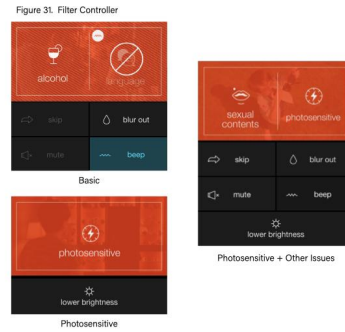 Figure 31. Filter Controller
alcohol
language
skip
blur out
mute
beep
Basic
photosensitive
lower brightness
Photosensitive
sexual
contents
photosensitive
skip
blur out
mute
beep
lower brightness
Photosensitive + Other Issues